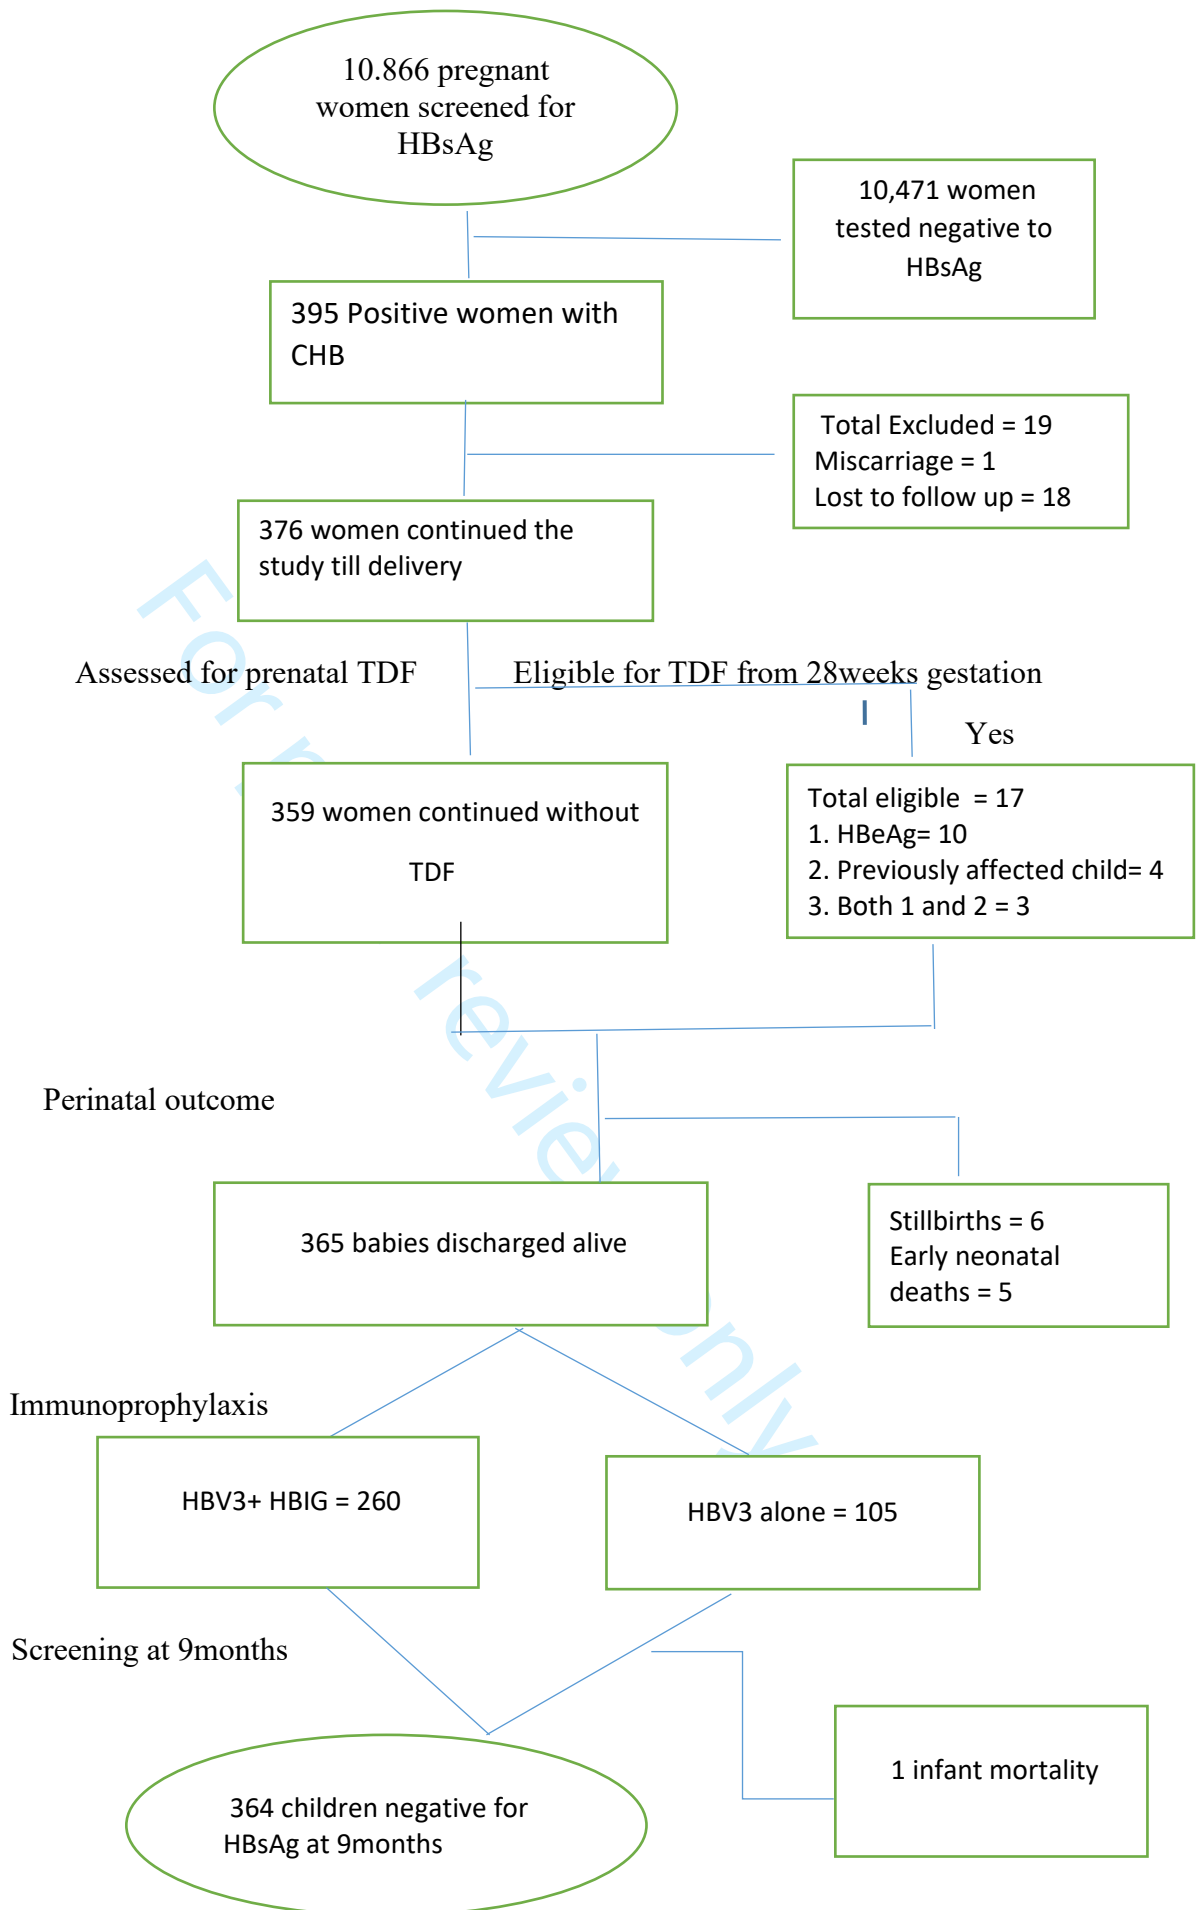 10.866 pregnant
women screened for
HBsAg
10,471 women
tested negative to
HBsAg
395 Positive women with
CHB
Total Excluded = 19
Miscarriage = 1
Lost to follow up = 18
376 women continued the
study till delivery
Assessed for prenatal TDF
Eligible for TDF from 28weeks gestation
Yes
359 women continued without
TDF
Total eligible = 17
1. HBeAg= 10
2. Previously affected child= 4
3. Both 1 and 2 = 3
Perinatal outcome
365 babies discharged alive
Stillbirths = 6
Early neonatal
deaths = 5
Immunoprophylaxis
HBV3+ HBIG = 260
HBV3 alone = 105
Screening at 9months
1 infant mortality
364 children negative for
HBsAg at 9months
For review only